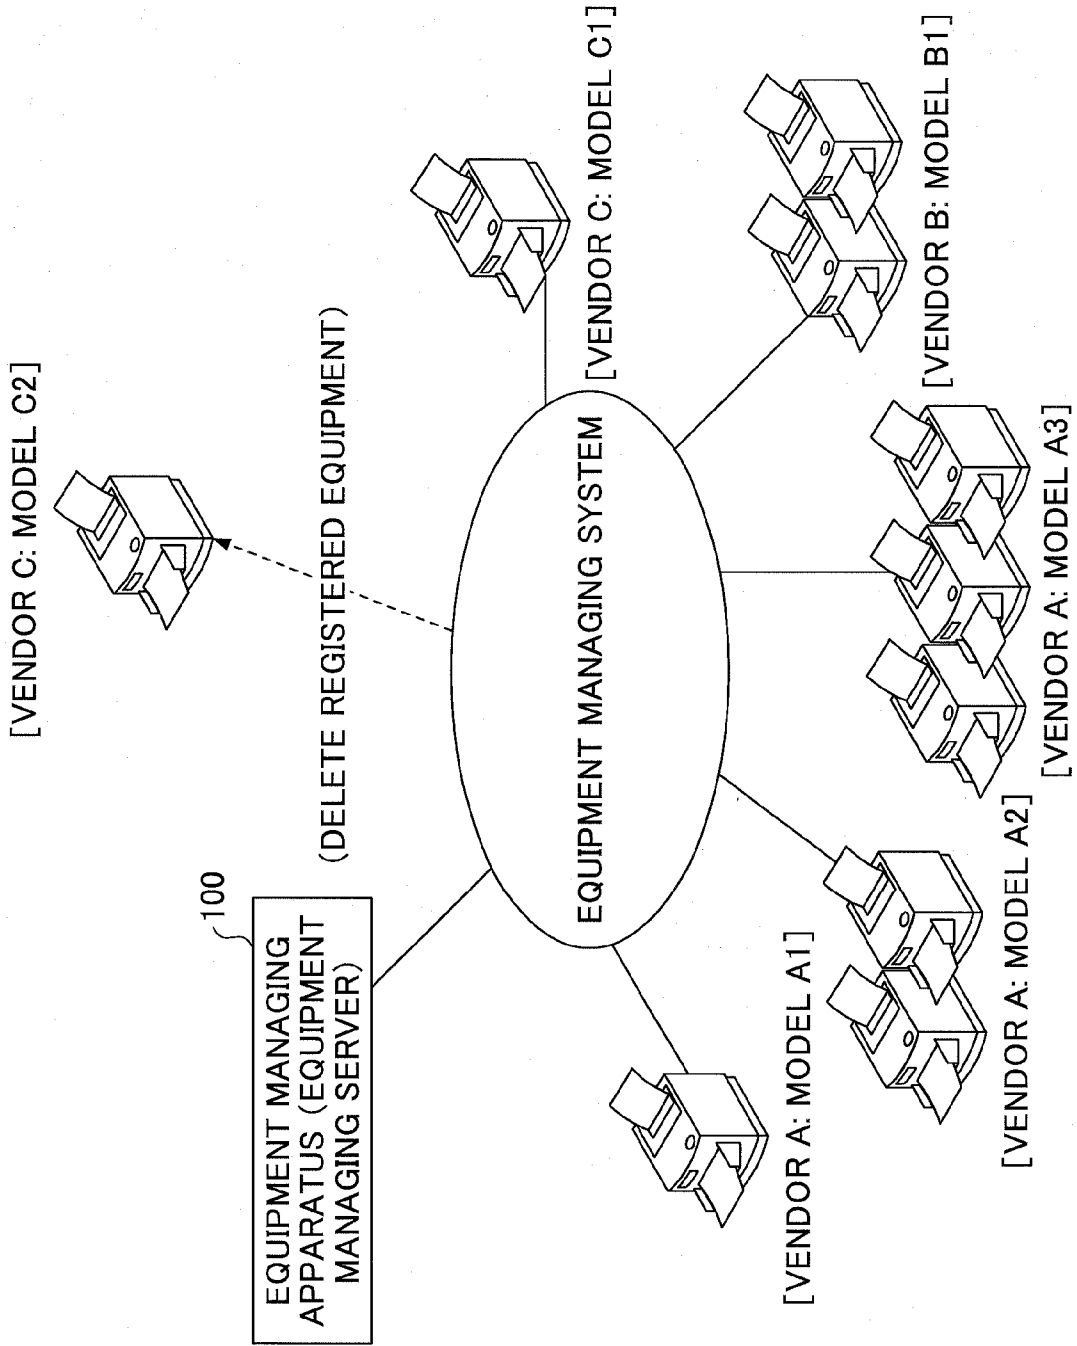 EQUIPMENT MANAGING
APPARATUS (EQUIPMENT
MANAGING SERVER)
100
[VENDOR C: MODEL C2]
(DELETE REGISTERED EQUIPMENT)
EQUIPMENT MANAGING SYSTEM
[VENDOR C: MODEL C1]
[VENDOR A: MODEL A1]
[VENDOR B: MODEL B1]
[VENDOR A: MODEL A2]
[VENDOR A: MODEL A3]